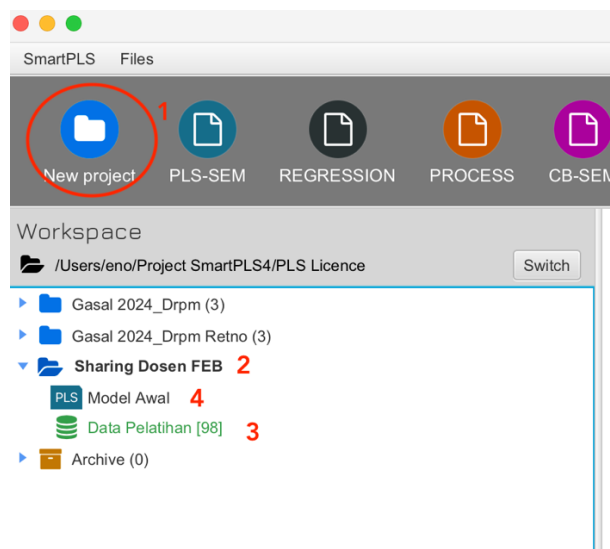 SmartPLS Files
1
New project PLS-SEM REGRESSION PROCESS CB-SEM
Workspace
/Users/eno/Project SmartPLS4/PLS Licence Switch
Gasal 2024_Drpm (3)
Gasal 2024_Drpm Retno (3)
Sharing Dosen FEB 2
PLS Model Awal 4
Data Pelatihan [98] 3
Archive (0)